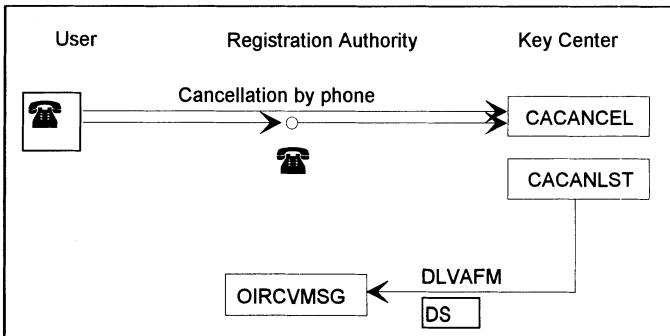 User Registration Authority Key Center
Cancellation by phone
CACANCEL
CACANLST
DLVAFM
OIRCVMSG
DS